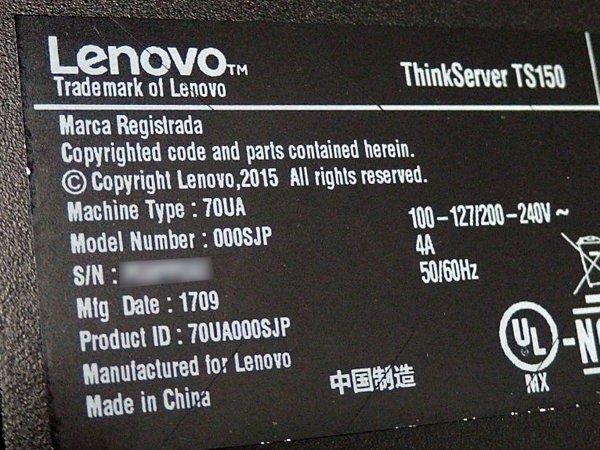 Lenovo™
ThinkServer TS150
Trademark of Lenovo
Marca Registrada
Copyrighted code and parts contained herein.
© Copyright Lenovo,2015 All rights reserved.
Machine Type : 70UA
100-127/200-240V~
Model Number : 000SJP
4A
S/N :
50/60Hz
Mfg Date : 1709
Product ID : 70UA000SJP
Manufactured for Lenovo
Made in China
中国制造
UL
MX